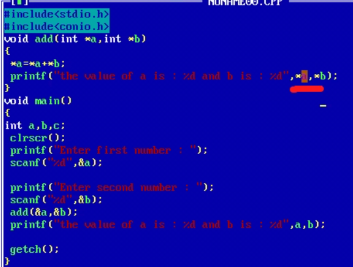 NONAME00.CPP
#include<stdio.h>
#include<conio.h>
void add(int *a,int *b)
{
*a=*a+*b;
printf("the value of a is : %d and b is : %d",*a,*b);
}
void main()
{
int a,b,c;
clrscr();
printf("Enter first number : ");
scanf("%d",&a);
printf("Enter second number : ");
scanf("%d",&b);
add(&a,&b);
printf("the value of a is : %d and b is : %d",a,b);
getch();
}